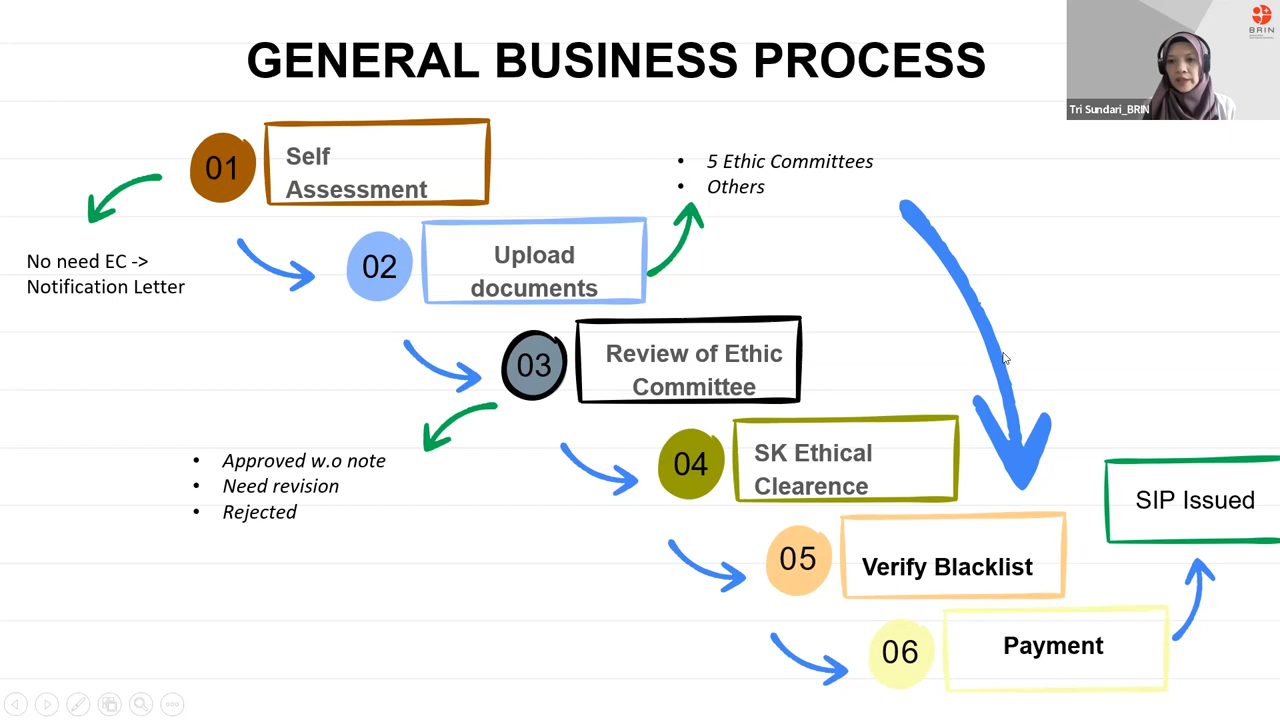 GENERAL BUSINESS PROCESS
BRIN
Tri Sundari_BRIN
01
Self
Assessment
• 5 Ethic Committees
• Others
No need EC ->
Notification Letter
02
Upload
documents
03
Review of Ethic
Committee
• Approved w.o note
• Need revision
• Rejected
04
SK Ethical
Clearence
SIP Issued
05
Verify Blacklist
06
Payment